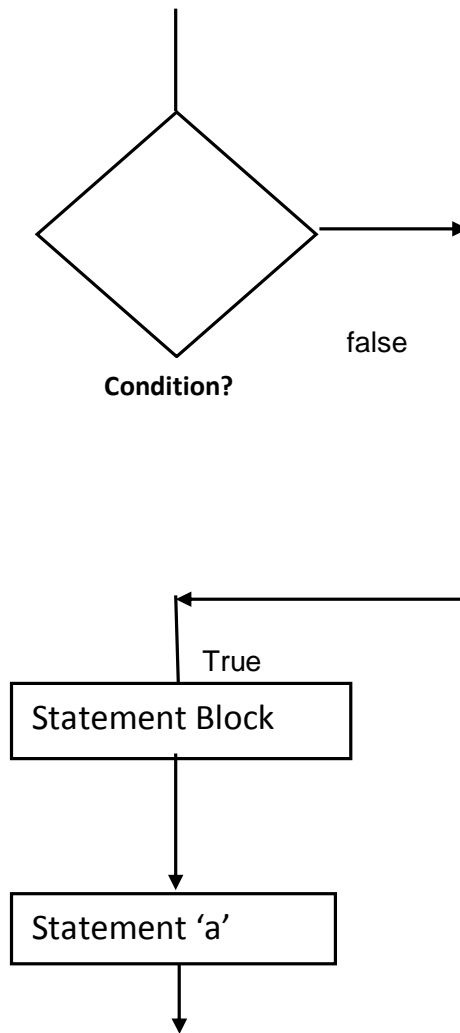 false
Condition?
True
Statement Block
Statement ‘a’